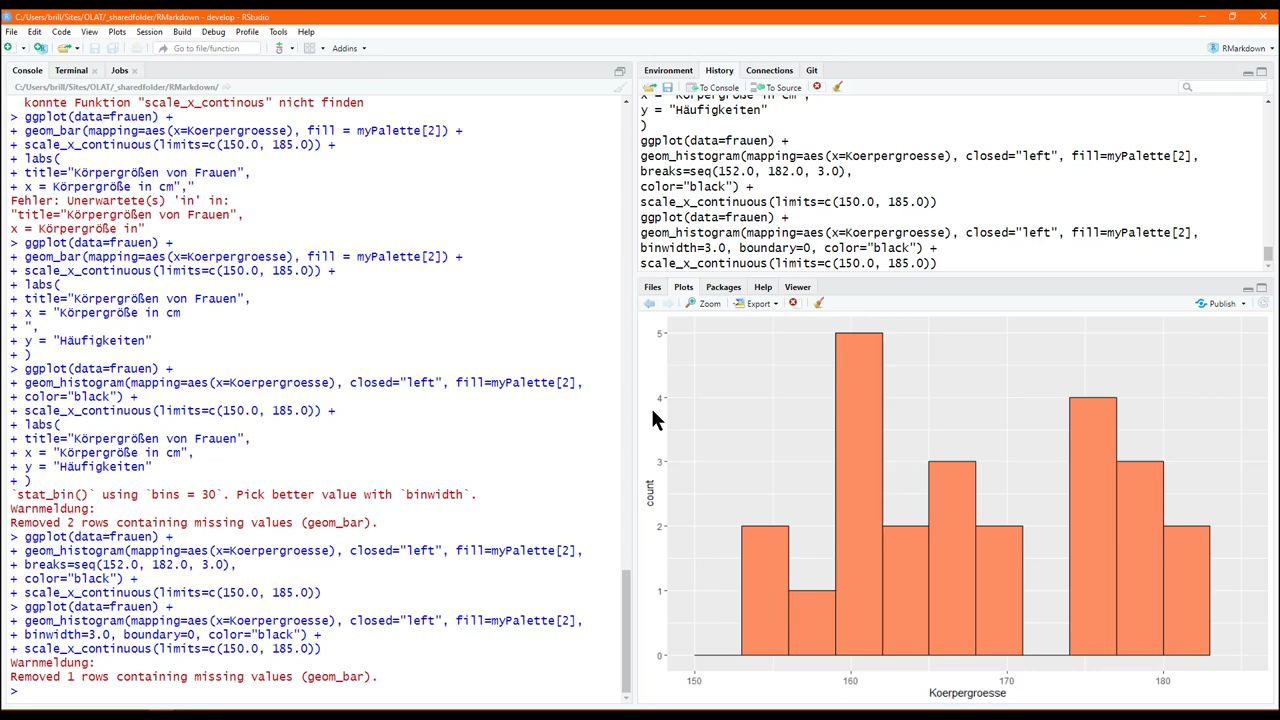 C:/Users/brill/Sites/OLAT/_sharedfolder/RMarkdown - develop - RStudio
File Edit Code View Plots Session Build Debug Profile Tools Help
Go to file/function Addins RMarkdown
Console Terminal Jobs
C:/Users/brill/Sites/OLAT/_sharedfolder/RMarkdown/
konnte Funktion "scale_x_continous" nicht finden
> ggplot(data=frauen) +
+ geom_bar(mapping=aes(x=Koerpergroesse), fill = myPalette[2]) +
+ scale_x_continuous(limits=c(150.0, 185.0)) +
+ labs(
+ title="Körpergrößen von Frauen",
+ x = Körpergröße in cm","
Fehler: Unerwartete(s) 'in' in:
"title="Körpergrößen von Frauen",
x = Körpergröße in"
> ggplot(data=frauen) +
+ geom_bar(mapping=aes(x=Koerpergroesse), fill = myPalette[2]) +
+ scale_x_continuous(limits=c(150.0, 185.0)) +
+ labs(
+ title="Körpergrößen von Frauen",
+ x = "Körpergröße in cm
+ ",
+ y = "Häufigkeiten"
+ )
> ggplot(data=frauen) +
+ geom_histogram(mapping=aes(x=Koerpergroesse), closed="left", fill=myPalette[2],
+ color="black") +
+ scale_x_continuous(limits=c(150.0, 185.0)) +
+ labs(
+ title="Körpergrößen von Frauen",
+ x = "Körpergröße in cm",
+ y = "Häufigkeiten"
+ )
`stat_bin()` using `bins = 30`. Pick better value with `binwidth`.
Warnmeldung:
Removed 2 rows containing missing values (geom_bar).
> ggplot(data=frauen) +
+ geom_histogram(mapping=aes(x=Koerpergroesse), closed="left", fill=myPalette[2],
+ breaks=seq(152.0, 182.0, 3.0),
+ color="black") +
+ scale_x_continuous(limits=c(150.0, 185.0))
> ggplot(data=frauen) +
+ geom_histogram(mapping=aes(x=Koerpergroesse), closed="left", fill=myPalette[2],
+ binwidth=3.0, boundary=0, color="black") +
+ scale_x_continuous(limits=c(150.0, 185.0))
Warnmeldung:
Removed 1 rows containing missing values (geom_bar).
>
Environment History Connections Git
To Console To Source
x = "Körpergröße in cm",
y = "Häufigkeiten"
)
ggplot(data=frauen) +
geom_histogram(mapping=aes(x=Koerpergroesse), closed="left", fill=myPalette[2],
breaks=seq(152.0, 182.0, 3.0),
color="black") +
scale_x_continuous(limits=c(150.0, 185.0))
ggplot(data=frauen) +
geom_histogram(mapping=aes(x=Koerpergroesse), closed="left", fill=myPalette[2],
binwidth=3.0, boundary=0, color="black") +
scale_x_continuous(limits=c(150.0, 185.0))
Files Plots Packages Help Viewer
Zoom Export Publish
5
4
3
2
1
0
count
150 160 170 180
Koerpergroesse